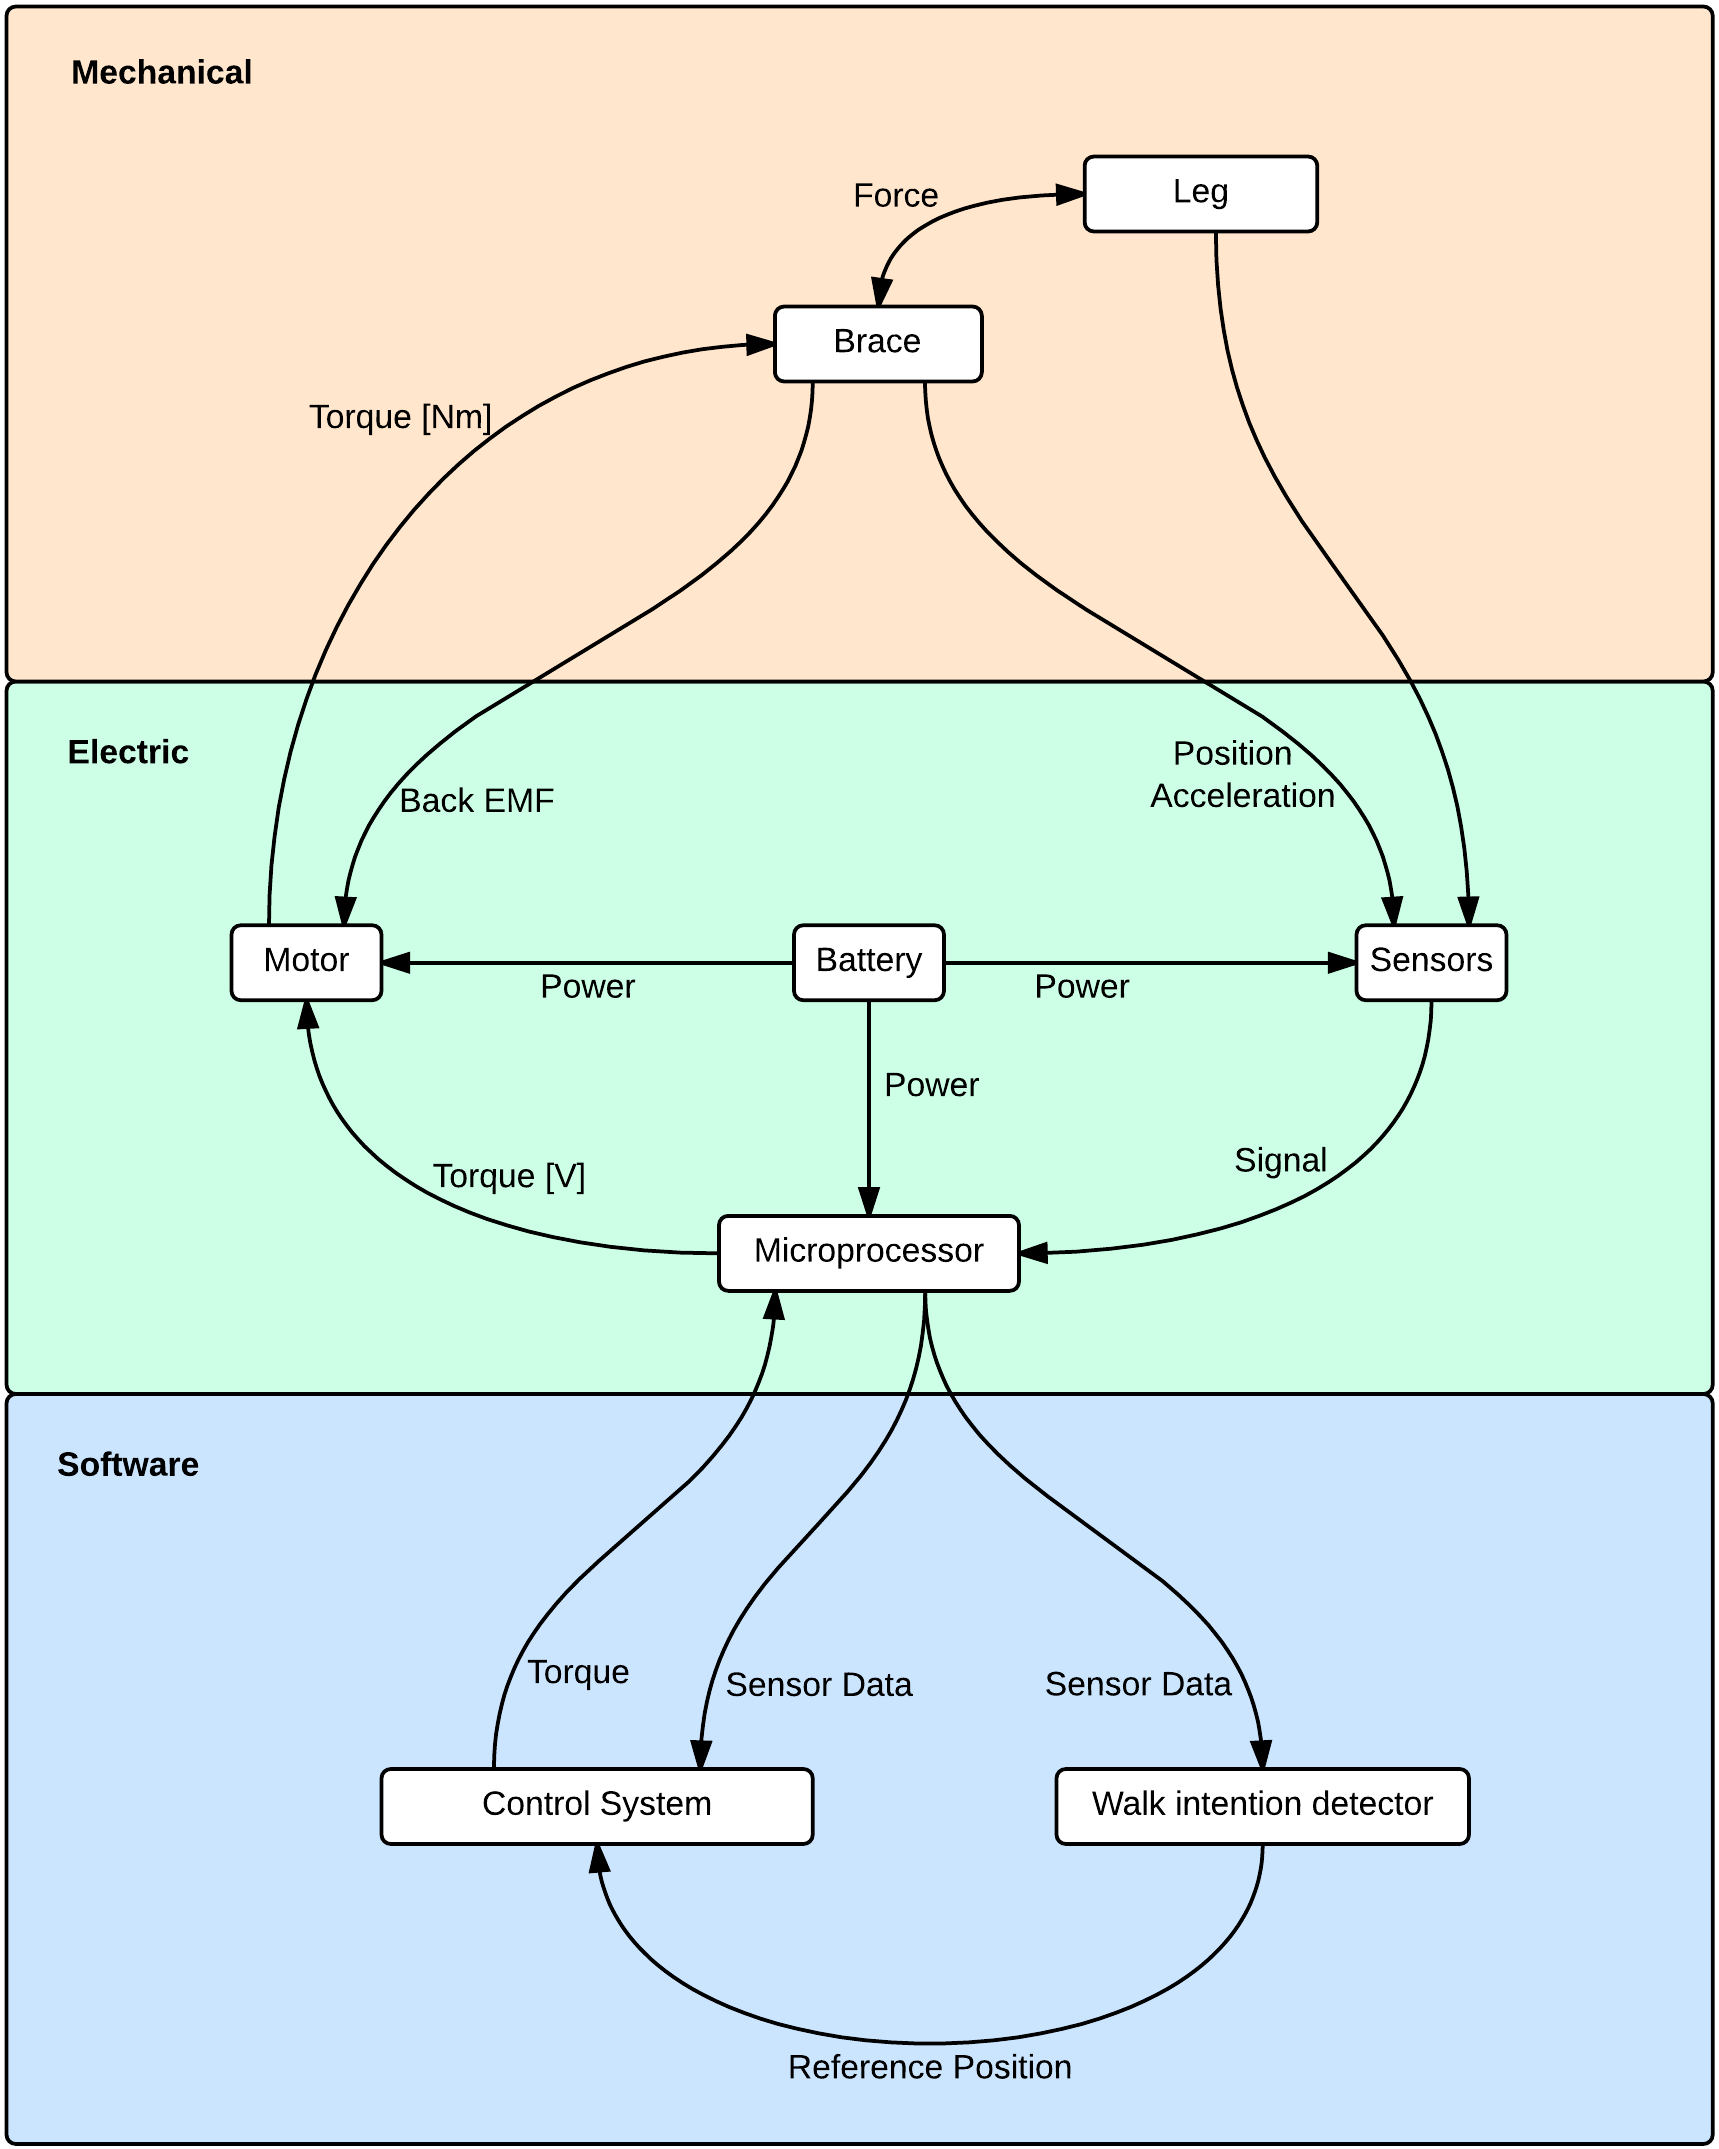 Mechanical
Leg
Force
Brace
Torque [Nm]
Electric
Position
Acceleration
Back EMF
Motor
Battery
Sensors
Power
Power
Power
Signal
Torque [V]
Microprocessor
Software
Torque
Sensor Data
Sensor Data
Control System
Walk intention detector
Reference Position